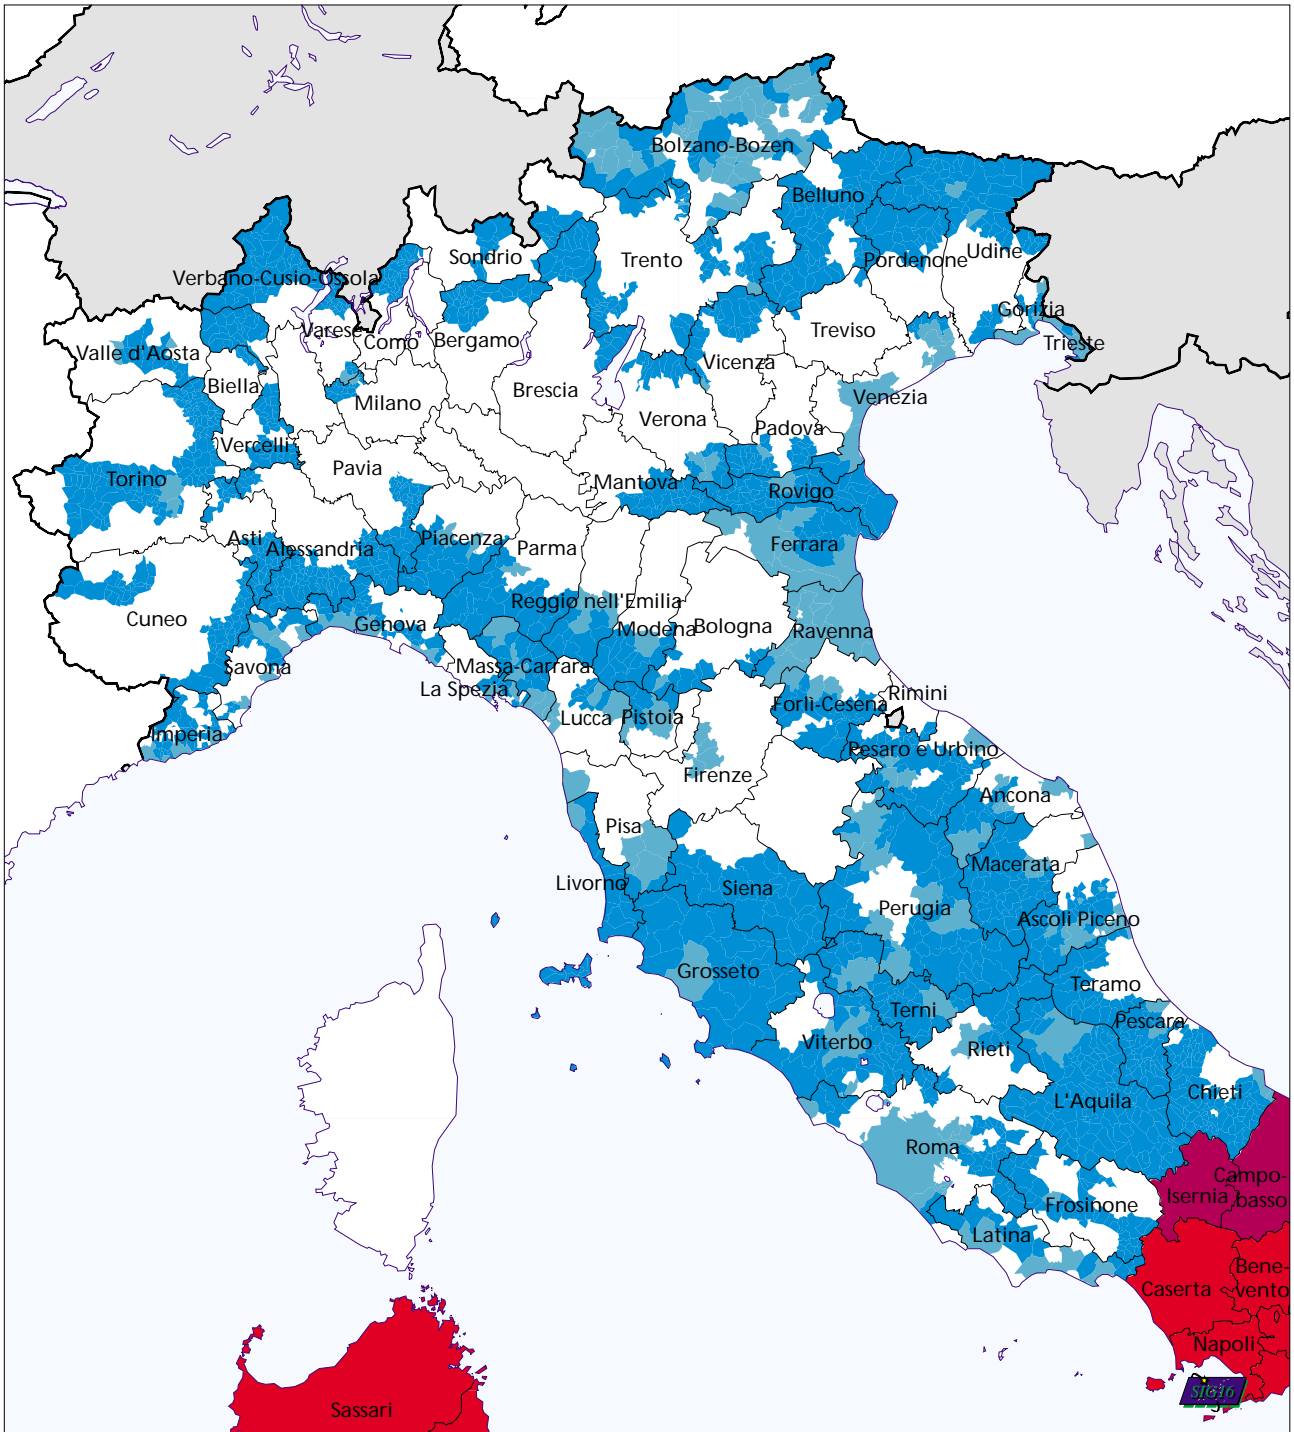 Bolzano-Bozen
Belluno
Sondrio
Trento
Pordenone
Udine
Verbano-Cusio-Ossola
Gorizia
Varese
Como
Bergamo
Treviso
Trieste
Valle d'Aosta
Vicenza
Biella
Brescia
Milano
Venezia
Verona
Padova
Vercelli
Pavia
Torino
Mantova
Rovigo
Asti
Alessandria
Piacenza
Parma
Ferrara
Cuneo
Genova
Reggio nell'Emilia
Modena
Bologna
Ravenna
Savona
Massa-Carrara
La Spezia
Rimini
Lucca
Pistoia
Forlì-Cesena
Imperia
Pesaro e Urbino
Firenze
Ancona
Pisa
Macerata
Livorno
Siena
Perugia
Ascoli Piceno
Grosseto
Teramo
Terni
Pescara
Viterbo
Rieti
L'Aquila
Chieti
Roma
Campo-
basso
Isernia
Frosinone
Latina
Bene-
vento
Caserta
Napoli
Sassari